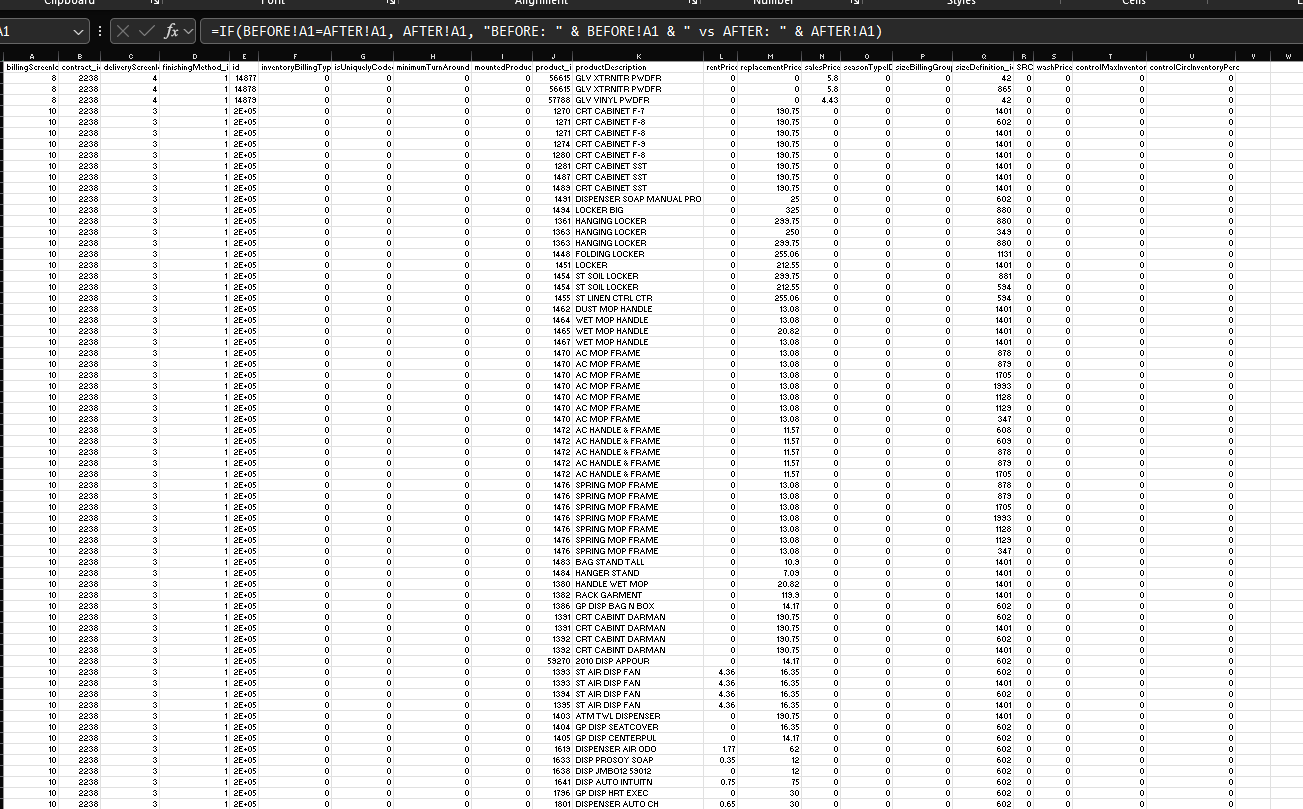 Clipboard Font Alignment Number Styles Cells
A1 fx =IF(BEFORE!A1=AFTER!A1, AFTER!A1, "BEFORE: " & BEFORE!A1 & " vs AFTER: " & AFTER!A1)
A B C D E F G H I J K L M N O P Q R S T U V W
billingScreenId contract_id deliveryScreenI finishingMethod_i id inventoryBillingTyp isUniquelyCode minimumTurnAround mountedProduc product_i productDescription rentPric replacementPrice salesPric seasonTypeI sizeBillingGrou sizeDefinition_i SRC washPrice controlMaxInventor controlCircInventoryPerc
8 2238 4 1 14877 0 0 0 0 56615 GLV XTRNITR PWDFR 0 0 5.8 0 0 42 0 0 0 0
8 2238 4 1 14878 0 0 0 0 56615 GLV XTRNITR PWDFR 0 0 5.8 0 0 865 0 0 0 0
8 2238 4 1 14879 0 0 0 0 57788 GLV VINYL PWDFR 0 0 4.43 0 0 42 0 0 0 0
10 2238 3 1 2E+05 0 0 0 0 1270 CRT CABINET F-7 0 190.75 0 0 0 1401 0 0 0 0
10 2238 3 1 2E+05 0 0 0 0 1271 CRT CABINET F-8 0 190.75 0 0 0 602 0 0 0 0
10 2238 3 1 2E+05 0 0 0 0 1271 CRT CABINET F-8 0 190.75 0 0 0 1401 0 0 0 0
10 2238 3 1 2E+05 0 0 0 0 1274 CRT CABINET F-9 0 190.75 0 0 0 1401 0 0 0 0
10 2238 3 1 2E+05 0 0 0 0 1280 CRT CABINET F-8 0 190.75 0 0 0 1401 0 0 0 0
10 2238 3 1 2E+05 0 0 0 0 1281 CRT CABINET SST 0 190.75 0 0 0 1401 0 0 0 0
10 2238 3 1 2E+05 0 0 0 0 1487 CRT CABINET SST 0 190.75 0 0 0 1401 0 0 0 0
10 2238 3 1 2E+05 0 0 0 0 1489 CRT CABINET SST 0 190.75 0 0 0 1401 0 0 0 0
10 2238 3 1 2E+05 0 0 0 0 1491 DISPENSER SOAP MANUAL PRO 0 25 0 0 0 602 0 0 0 0
10 2238 3 1 2E+05 0 0 0 0 1494 LOCKER BIG 0 325 0 0 0 880 0 0 0 0
10 2238 3 1 2E+05 0 0 0 0 1361 HANGING LOCKER 0 299.75 0 0 0 880 0 0 0 0
10 2238 3 1 2E+05 0 0 0 0 1363 HANGING LOCKER 0 250 0 0 0 349 0 0 0 0
10 2238 3 1 2E+05 0 0 0 0 1363 HANGING LOCKER 0 299.75 0 0 0 880 0 0 0 0
10 2238 3 1 2E+05 0 0 0 0 1448 FOLDING LOCKER 0 255.06 0 0 0 1131 0 0 0 0
10 2238 3 1 2E+05 0 0 0 0 1451 LOCKER 0 212.55 0 0 0 1401 0 0 0 0
10 2238 3 1 2E+05 0 0 0 0 1454 ST SOIL LOCKER 0 299.75 0 0 0 881 0 0 0 0
10 2238 3 1 2E+05 0 0 0 0 1454 ST SOIL LOCKER 0 212.55 0 0 0 594 0 0 0 0
10 2238 3 1 2E+05 0 0 0 0 1455 ST LINEN CTRL CTR 0 255.06 0 0 0 594 0 0 0 0
10 2238 3 1 2E+05 0 0 0 0 1462 DUST MOP HANDLE 0 13.08 0 0 0 1401 0 0 0 0
10 2238 3 1 2E+05 0 0 0 0 1464 WET MOP HANDLE 0 13.08 0 0 0 1401 0 0 0 0
10 2238 3 1 2E+05 0 0 0 0 1465 WET MOP HANDLE 0 20.82 0 0 0 1401 0 0 0 0
10 2238 3 1 2E+05 0 0 0 0 1467 WET MOP HANDLE 0 13.08 0 0 0 1401 0 0 0 0
10 2238 3 1 2E+05 0 0 0 0 1470 AC MOP FRAME 0 13.08 0 0 0 878 0 0 0 0
10 2238 3 1 2E+05 0 0 0 0 1470 AC MOP FRAME 0 13.08 0 0 0 879 0 0 0 0
10 2238 3 1 2E+05 0 0 0 0 1470 AC MOP FRAME 0 13.08 0 0 0 1705 0 0 0 0
10 2238 3 1 2E+05 0 0 0 0 1470 AC MOP FRAME 0 13.08 0 0 0 1993 0 0 0 0
10 2238 3 1 2E+05 0 0 0 0 1470 AC MOP FRAME 0 13.08 0 0 0 1128 0 0 0 0
10 2238 3 1 2E+05 0 0 0 0 1470 AC MOP FRAME 0 13.08 0 0 0 1129 0 0 0 0
10 2238 3 1 2E+05 0 0 0 0 1470 AC MOP FRAME 0 13.08 0 0 0 347 0 0 0 0
10 2238 3 1 2E+05 0 0 0 0 1472 AC HANDLE & FRAME 0 11.57 0 0 0 608 0 0 0 0
10 2238 3 1 2E+05 0 0 0 0 1472 AC HANDLE & FRAME 0 11.57 0 0 0 609 0 0 0 0
10 2238 3 1 2E+05 0 0 0 0 1472 AC HANDLE & FRAME 0 11.57 0 0 0 878 0 0 0 0
10 2238 3 1 2E+05 0 0 0 0 1472 AC HANDLE & FRAME 0 11.57 0 0 0 879 0 0 0 0
10 2238 3 1 2E+05 0 0 0 0 1472 AC HANDLE & FRAME 0 11.57 0 0 0 1705 0 0 0 0
10 2238 3 1 2E+05 0 0 0 0 1476 SPRING MOP FRAME 0 13.08 0 0 0 878 0 0 0 0
10 2238 3 1 2E+05 0 0 0 0 1476 SPRING MOP FRAME 0 13.08 0 0 0 879 0 0 0 0
10 2238 3 1 2E+05 0 0 0 0 1476 SPRING MOP FRAME 0 13.08 0 0 0 1705 0 0 0 0
10 2238 3 1 2E+05 0 0 0 0 1476 SPRING MOP FRAME 0 13.08 0 0 0 1993 0 0 0 0
10 2238 3 1 2E+05 0 0 0 0 1476 SPRING MOP FRAME 0 13.08 0 0 0 1128 0 0 0 0
10 2238 3 1 2E+05 0 0 0 0 1476 SPRING MOP FRAME 0 13.08 0 0 0 1129 0 0 0 0
10 2238 3 1 2E+05 0 0 0 0 1476 SPRING MOP FRAME 0 13.08 0 0 0 347 0 0 0 0
10 2238 3 1 2E+05 0 0 0 0 1483 BAG STAND TALL 0 10.9 0 0 0 1401 0 0 0 0
10 2238 3 1 2E+05 0 0 0 0 1484 HANGER STAND 0 7.09 0 0 0 1401 0 0 0 0
10 2238 3 1 2E+05 0 0 0 0 1380 HANDLE WET MOP 0 20.82 0 0 0 1401 0 0 0 0
10 2238 3 1 2E+05 0 0 0 0 1382 RACK GARMENT 0 119.9 0 0 0 1401 0 0 0 0
10 2238 3 1 2E+05 0 0 0 0 1386 GP DISP BAG N BOX 0 14.17 0 0 0 602 0 0 0 0
10 2238 3 1 2E+05 0 0 0 0 1391 CRT CABINT DARMAN 0 190.75 0 0 0 602 0 0 0 0
10 2238 3 1 2E+05 0 0 0 0 1391 CRT CABINT DARMAN 0 190.75 0 0 0 1401 0 0 0 0
10 2238 3 1 2E+05 0 0 0 0 1392 CRT CABINT DARMAN 0 190.75 0 0 0 602 0 0 0 0
10 2238 3 1 2E+05 0 0 0 0 1392 CRT CABINT DARMAN 0 190.75 0 0 0 1401 0 0 0 0
10 2238 3 1 2E+05 0 0 0 0 59270 2010 DISP APPOUR 0 14.17 0 0 0 602 0 0 0 0
10 2238 3 1 2E+05 0 0 0 0 1393 ST AIR DISP FAN 4.36 16.35 0 0 0 602 0 0 0 0
10 2238 3 1 2E+05 0 0 0 0 1393 ST AIR DISP FAN 4.36 16.35 0 0 0 1401 0 0 0 0
10 2238 3 1 2E+05 0 0 0 0 1394 ST AIR DISP FAN 4.36 16.35 0 0 0 602 0 0 0 0
10 2238 3 1 2E+05 0 0 0 0 1395 ST AIR DISP FAN 4.36 16.35 0 0 0 1401 0 0 0 0
10 2238 3 1 2E+05 0 0 0 0 1403 ATM TWL DISPENSER 0 190.75 0 0 0 1401 0 0 0 0
10 2238 3 1 2E+05 0 0 0 0 1404 GP DISP SEATCOVER 0 16.35 0 0 0 602 0 0 0 0
10 2238 3 1 2E+05 0 0 0 0 1405 GP DISP CENTERPUL 0 14.17 0 0 0 602 0 0 0 0
10 2238 3 1 2E+05 0 0 0 0 1619 DISPENSER AIR ODO 1.77 62 0 0 0 602 0 0 0 0
10 2238 3 1 2E+05 0 0 0 0 1633 DISP PROSOY SOAP 0.35 12 0 0 0 602 0 0 0 0
10 2238 3 1 2E+05 0 0 0 0 1638 DISP JMBO12 59012 0 12 0 0 0 602 0 0 0 0
10 2238 3 1 2E+05 0 0 0 0 1641 DISP AUTO INTUITN 0.75 75 0 0 0 602 0 0 0 0
10 2238 3 1 2E+05 0 0 0 0 1796 GP DISP HRT EXEC 0 30 0 0 0 602 0 0 0 0
10 2238 3 1 2E+05 0 0 0 0 1801 DISPENSER AUTO CH 0.65 30 0 0 0 602 0 0 0 0